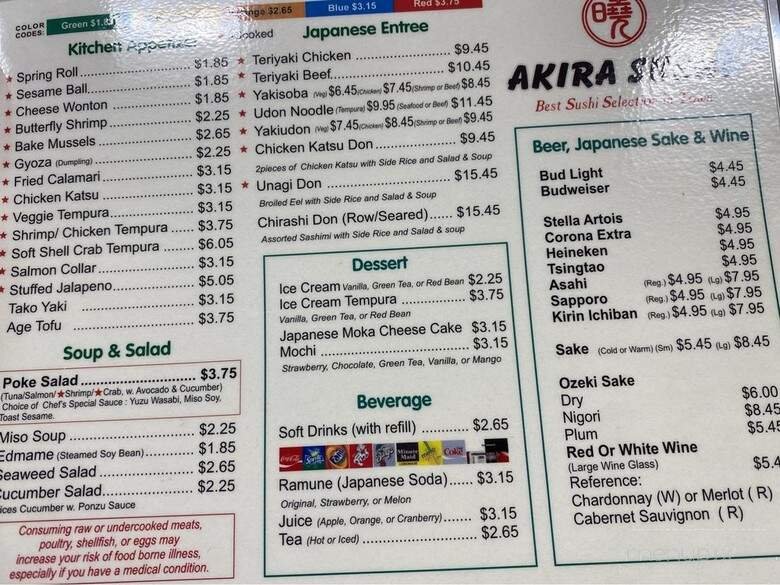 COLOR
CODES:
Green $1.85
Orange $2.65
Blue $3.15
Red $3.75
Cooked
Kitchen Appetizer
★ Spring Roll ........ $1.85
★ Sesame Ball ........ $1.85
★ Cheese Wonton ........ $1.85
★ Butterfly Shrimp ........ $2.25
★ Bake Mussels ........ $2.65
★ Gyoza (Dumpling) ........ $2.25
★ Fried Calamari ........ $3.15
★ Chicken Katsu ........ $3.15
★ Veggie Tempura ........ $3.15
★ Shrimp/ Chicken Tempura ..... $3.75
★ Soft Shell Crab Tempura ..... $6.05
★ Salmon Collar ........ $3.15
★ Stuffed Jalapeno ........ $5.05
Tako Yaki ........ $3.15
Age Tofu ........ $3.75
Soup & Salad
Poke Salad ........ $3.75
(Tuna/Salmon/★Shrimp/★Crab, w. Avocado & Cucumber)
Choice of Chef's Special Sauce : Yuzu Wasabi, Miso Soy,
Toast Sesame.
Miso Soup ........ $2.25
Edmame (Steamed Soy Bean) ..... $1.85
Seaweed Salad ........ $2.65
Cucumber Salad ........ $2.25
ices Cucumber w. Ponzu Sauce
Consuming raw or undercooked meats,
poultry, shellfish, or eggs may
increase your risk of food borne illness,
especially if you have a medical condition.
Japanese Entree
★ Teriyaki Chicken ........ $9.45
★ Teriyaki Beef ........ $10.45
★ Yakisoba (Veg) $6.45 (Chicken) $7.45 (Shrimp or Beef) $8.45
★ Udon Noodle (Tempura) $9.95 (Seafood or Beef) $11.45
★ Yakiudon (Veg) $7.45 (Chicken) $8.45 (Shrimp or Beef) $9.45
★ Chicken Katsu Don ........ $9.45
2pieces of Chicken Katsu with Side Rice and Salad & Soup
★ Unagi Don ........ $15.45
Broiled Eel with Side Rice and Salad & Soup
Chirashi Don (Row/Seared)...... $15.45
Assorted Sashimi with Side Rice and Salad & soup
Dessert
Ice Cream Vanilla, Green Tea, or Red Bean $2.25
Ice Cream Tempura ........ $3.75
Vanilla, Green Tea, or Red Bean
Japanese Moka Cheese Cake $3.15
Mochi ........ $3.15
Strawberry, Chocolate, Green Tea, Vanilla, or Mango
Beverage
Soft Drinks (with refill) ........ $2.65
Coca-Cola Sprite Fanta Minute Maid Coke
Ramune (Japanese Soda)..... $3.15
Original, Strawberry, or Melon
Juice (Apple, Orange, or Cranberry)...... $3.15
Tea (Hot or Iced) ........ $2.65
AKIRA
Best Sushi
Beer, Japanese Sake & Wine
Bud Light $4.45
Budweiser $4.45
Stella Artois $4.95
Corona Extra $4.95
Heineken $4.95
Tsingtao $4.95
Asahi (Reg.) $4.95 (Lg) $7.95
Sapporo (Reg.) $4.95 (Lg) $7.95
Kirin Ichiban (Reg.) $4.95 (Lg) $7.95
Sake (Cold or Warm) (Sm) $5.45 (Lg) $8.45
Ozeki Sake
Dry $6.00
Nigori $8.45
Plum $5.45
Red Or White Wine
(Large Wine Glass) $5.4
Reference:
Chardonnay (W) or Merlot ( R)
Cabernet Sauvignon ( R)